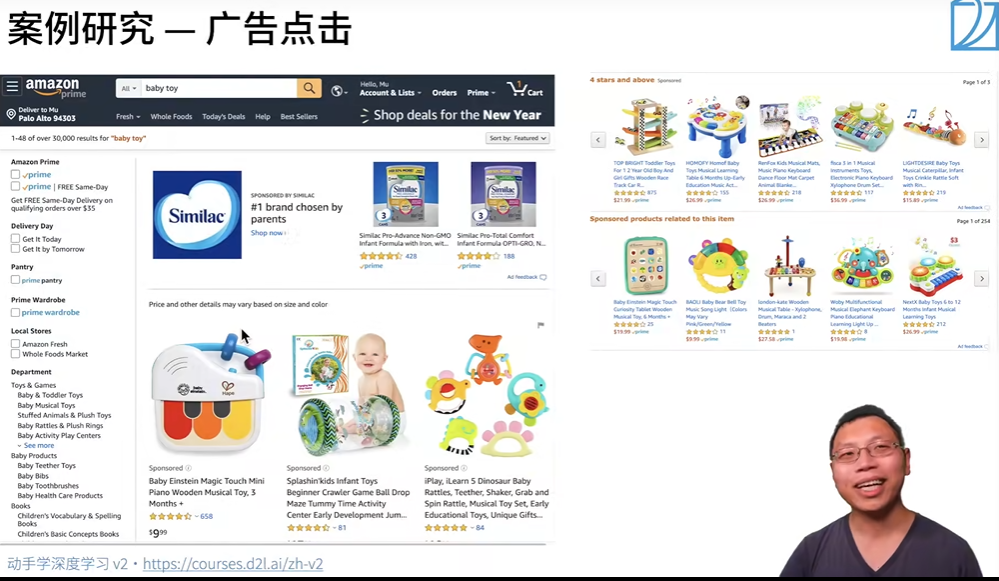 案例研究 — 广告点击
amazon
prime
All
baby toy
Hello, Mu
Account & Lists
Orders
Prime
Cart
Deliver to Mu
Palo Alto 94303
Fresh
Whole Foods
Today's Deals
Help
Best Sellers
Shop deals for the New Year
1-48 of over 30,000 results for "baby toy"
Sort by: Featured
Amazon Prime
prime
prime | FREE Same-Day
Get FREE Same-Day Delivery on
qualifying orders over $35
Delivery Day
Get It Today
Get It by Tomorrow
Pantry
prime pantry
Prime Wardrobe
prime wardrobe
Local Stores
Amazon Fresh
Whole Foods Market
Department
Toys & Games
Baby & Toddler Toys
Baby Musical Toys
Stuffed Animals & Plush Toys
Baby Rattles & Plush Rings
Baby Activity Play Centers
See more
Baby Products
Baby Teether Toys
Baby Bibs
Baby Toothbrushes
Baby Health Care Products
Books
Children's Vocabulary & Spelling
Books
Children's Basic Concepts Books
Similac
SPONSORED BY SIMILAC
#1 brand chosen by
parents
Shop now
Similac
3
Similac
3
Similac Pro-Advance Non-GMO
Infant Formula with Iron, wit...
428
prime
Similac Pro-Total Comfort
Infant Formula OPTI-GRO, N...
188
prime
Ad feedback
Price and other details may vary based on size and color
Sponsored
Baby Einstein Magic Touch Mini
Piano Wooden Musical Toy, 3
Months +
658
$9.99
Sponsored
Splashin'kids Infant Toys
Beginner Crawler Game Ball Drop
Maze Tummy Time Activity
Center Early Development Jum...
81
Sponsored
iPlay, iLearn 5 Dinosaur Baby
Rattles, Teether, Shaker, Grab and
Spin Rattle, Musical Toy Set, Early
Educational Toys, Unique Gifts...
84
4 stars and above Sponsored
Page 1 of 3
TOP BRIGHT Toddler Toys
For 1 2 Year Old Boy And
Girl Gifts Wooden Race
Track Car R...
875
$21.99 prime
HOMOFY Homof Baby
Toys Musical Learning
Table 6 Months Up-Early
Education Music Act...
155
$26.99 prime
RenFox Kids Musical Mats,
Music Piano Keyboard
Dance Floor Mat Carpet
Animal Blanke...
218
$26.99 prime
3 in 1 Musical
Instruments Toys,
Electronic Piano Keyboard
Xylophone Drum Set...
117
$36.99 prime
LIGHTDESIRE Baby Toys
Musical Caterpillar, Infant
Toys Crinkle Rattle Soft
with Rin...
219
$15.89 prime
Ad feedback
Sponsored products related to this item
Page 1 of 254
Baby Einstein Magic Touch
Curiosity Tablet Wooden
Musical Toy, 6 Months +
25
$19.99 prime
BAOLI Baby Bear Bell Toy
Music Song Light (Colors
May Vary
Pink/Green/Yellow
11
$9.99 prime
london-kate Wooden
Musical Table - Xylophone,
Drum, Maraca and 2
Beaters
1
$27.58 prime
Woby Multifunctional
Musical Elephant Keyboard
Piano Educational
Learning Light Up...
8
$19.98 prime
$3
NextX Baby Toys 6 to 12
Months Infant Musical
Learning Toys
212
$26.99 prime
Ad feedback
动手学深度学习 v2 • https://courses.d2l.ai/zh-v2